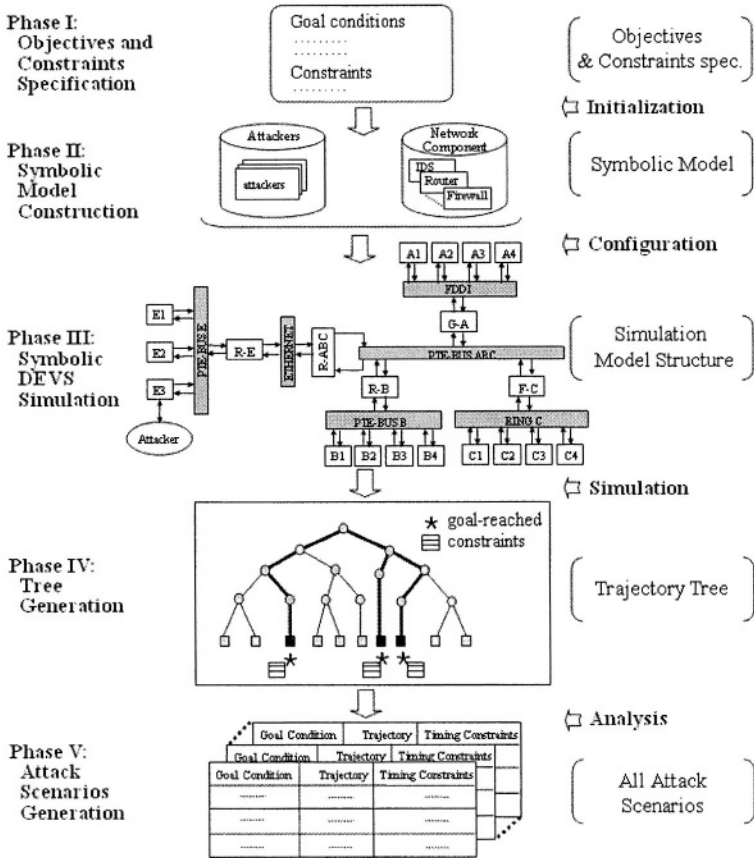 Phase I:
Objectives and
Constraints
Specification
Goal conditions
.........
.........
Constraints
.........
Objectives
& Constraints spec.
Initialization
Phase II:
Symbolic
Model
Construction
Attackers
attackers
Network
Component
IDS
Router
Firewall
Symbolic Model
Configuration
Phase III:
Symbolic
DEVS
Simulation
A1 A2 A3 A4
FDDI
G-A
E1
E2
E3
PTE-BUS E
R-E
ETHERNET
R-ABC
PTE-BUS ABC
R-B
F-C
PTE-BUS B
RING C
B1 B2 B3 B4
C1 C2 C3 C4
Attacker
Simulation
Model Structure
Simulation
Phase IV:
Tree
Generation
goal-reached
constraints
Trajectory Tree
Analysis
Phase V:
Attack
Scenarios
Generation
Goal Condition Trajectory Timing Constraints
Goal Condition Trajectory Timing Constraints
Goal Condition Trajectory Timing Constraints
......... ......... .........
......... ......... .........
......... ......... .........
All Attack
Scenarios